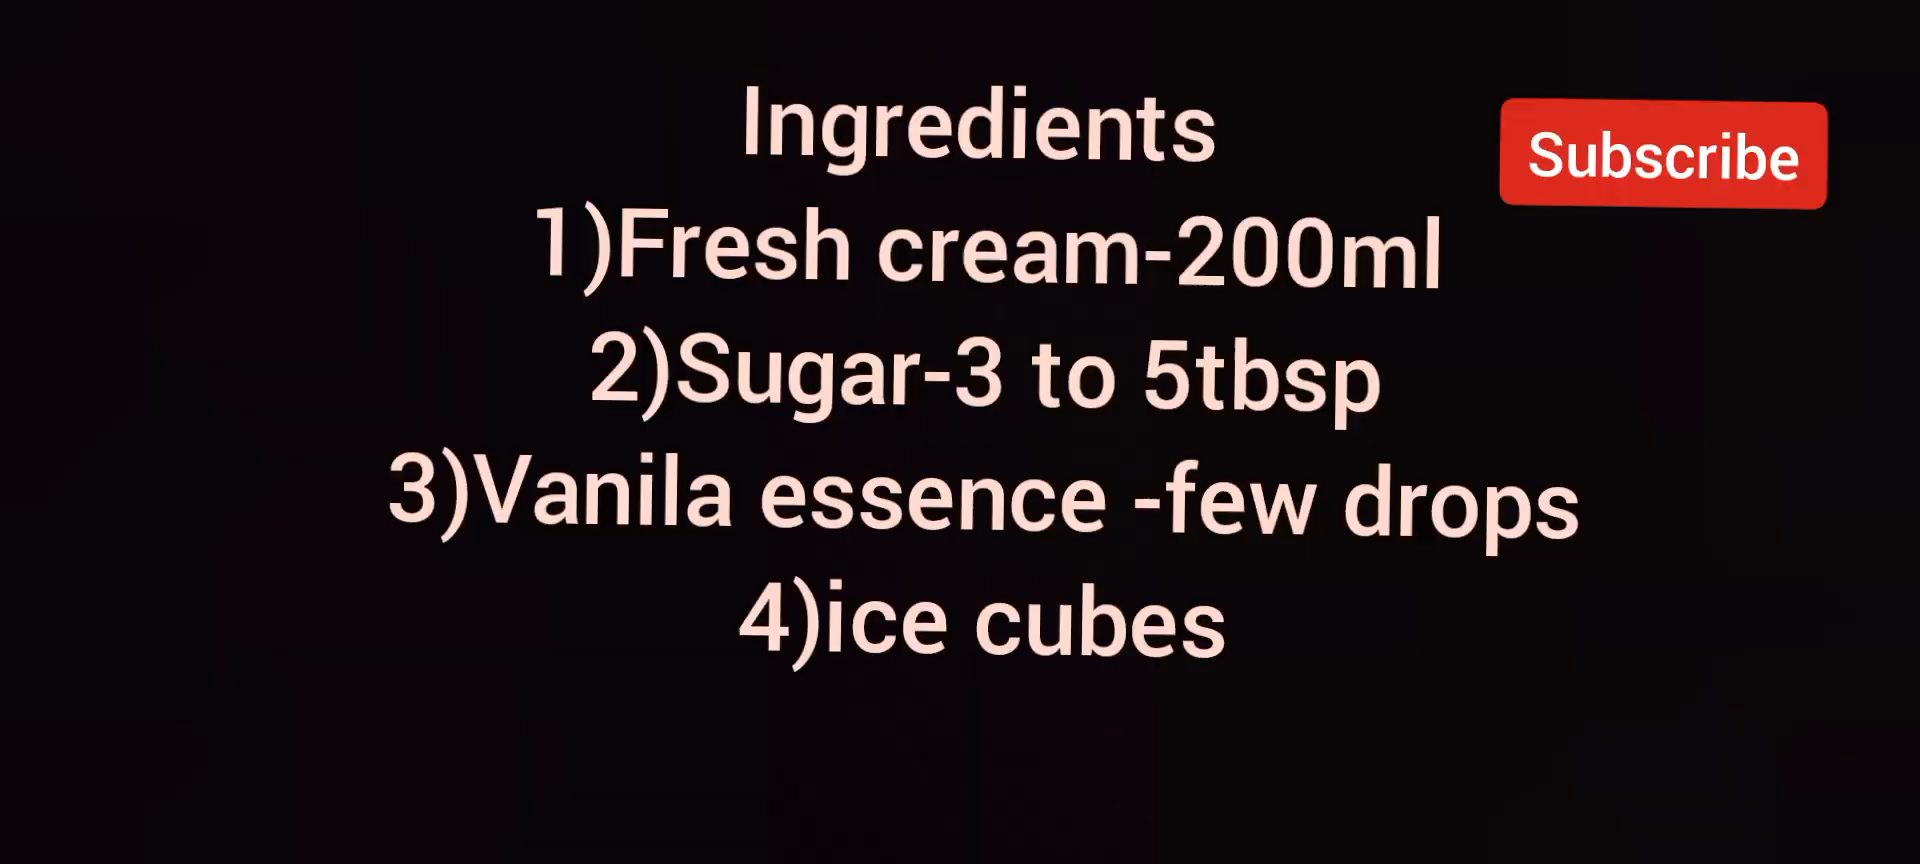 Ingredients
Subscribe
1)Fresh cream-200ml
2)Sugar-3 to 5tbsp
3)Vanila essence -few drops
4)ice cubes